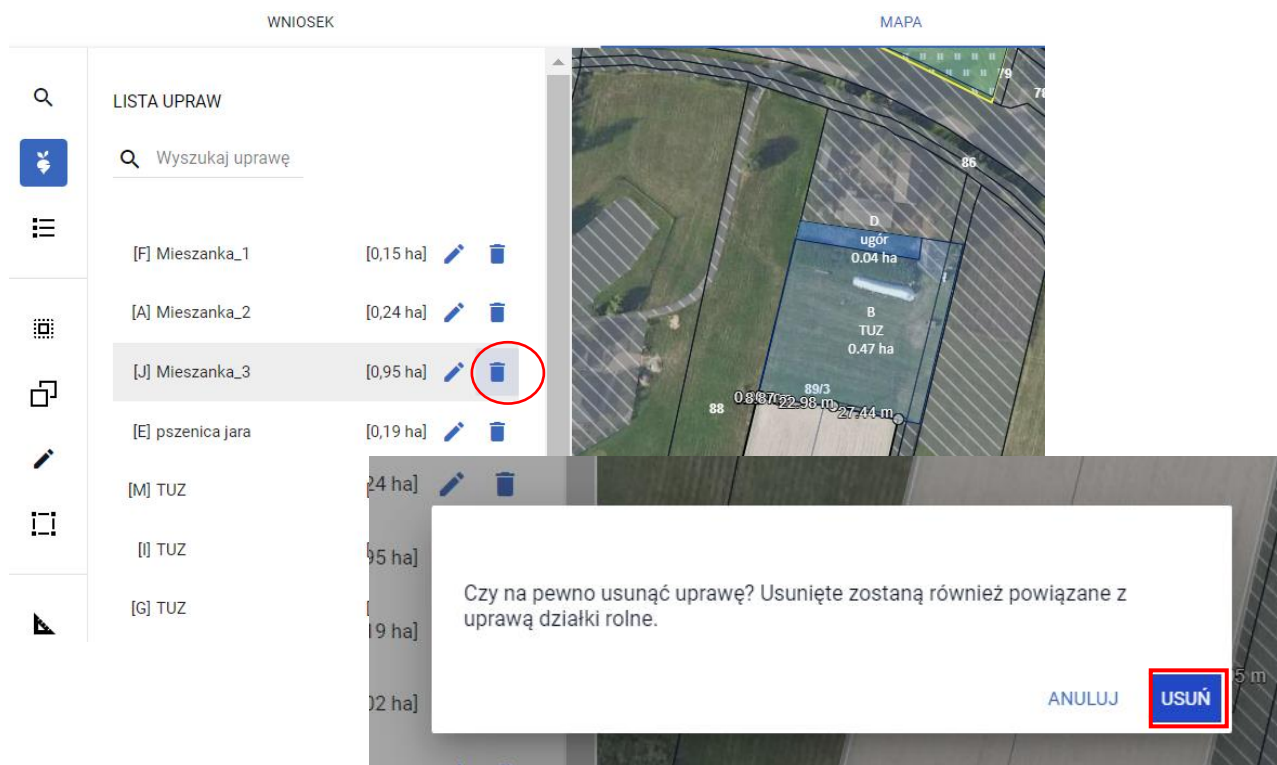 WNIOSEK
MAPA
LISTA UPRAW
Wyszukaj uprawę
[F] Mieszanka_1 [0,15 ha]
[A] Mieszanka_2 [0,24 ha]
[J] Mieszanka_3 [0,95 ha]
[E] pszenica jara [0,19 ha]
[M] TUZ
[I] TUZ
[G] TUZ
24 ha]
95 ha]
19 ha]
02 ha]
79
78
86
D
ugór
0.04 ha
B
TUZ
0.47 ha
89/3
88
22.98 m
27.44 m
Czy na pewno usunąć uprawę? Usunięte zostaną również powiązane z
uprawą działki rolne.
ANULUJ
USUŃ
5 m